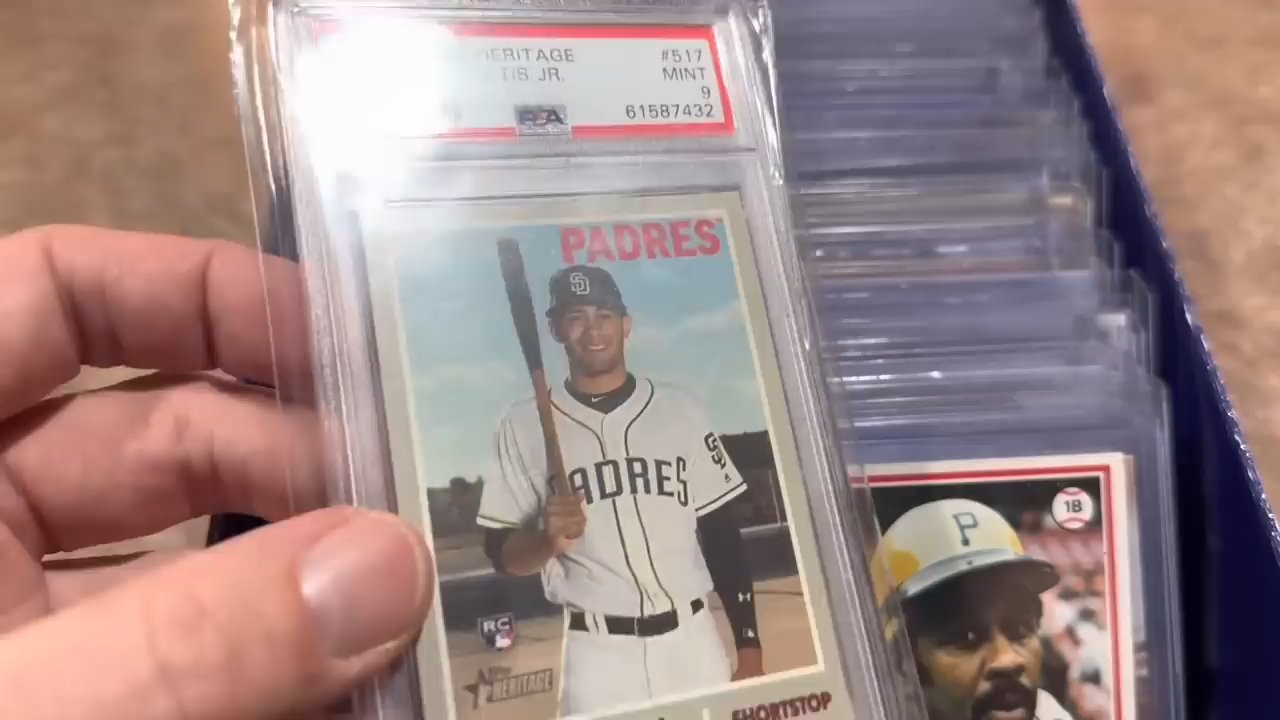 HERITAGE #517
TIS JR. MINT
9
PSA 61587432
PADRES
SD
PADRES
SD
RC
HERITAGE
SHORTSTOP
P
1B